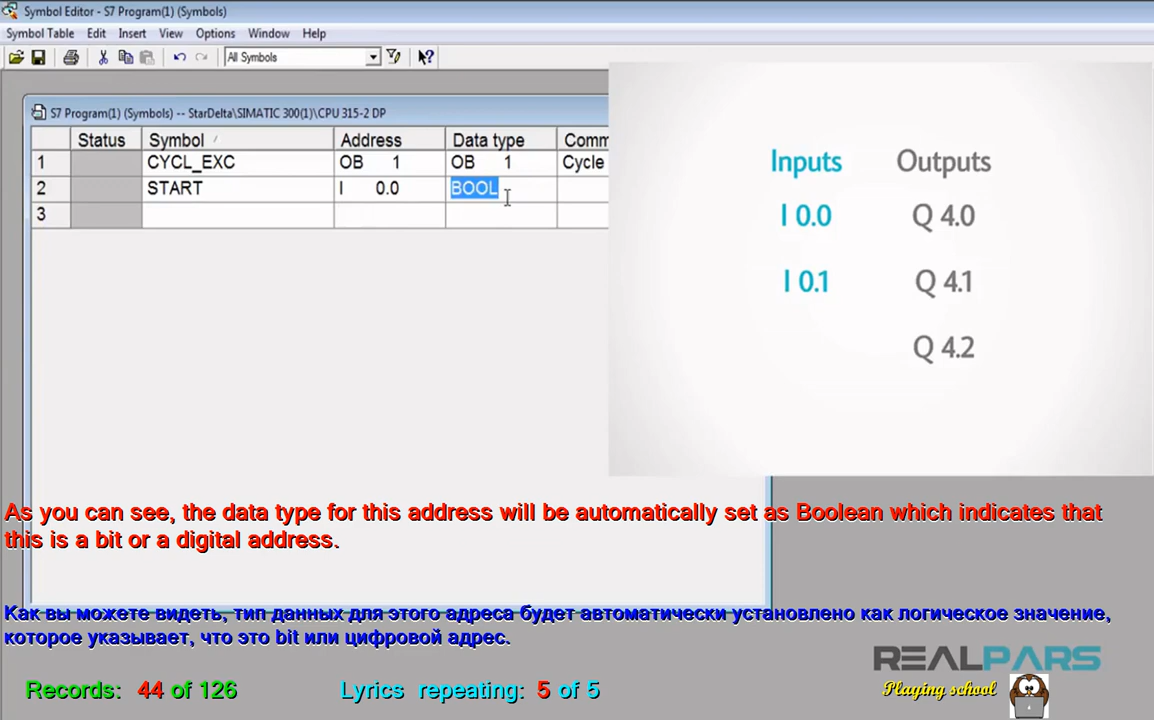 Symbol Editor - S7 Program(1) (Symbols)
Symbol Table Edit Insert View Options Window Help
All Symbols
S7 Program(1) (Symbols) -- StarDelta\SIMATIC 300(1)\CPU 315-2 DP
Status Symbol Address Data type Comm
1 CYCL_EXC OB 1 OB 1 Cycle
2 START I 0.0 BOOL
3
Inputs Outputs
I 0.0 Q 4.0
I 0.1 Q 4.1
Q 4.2
As you can see, the data type for this address will be automatically set as Boolean which indicates that
this is a bit or a digital address.
Как вы можете видеть, тип данных для этого адреса будет автоматически установлено как логическое значение,
которое указывает, что это bit или цифровой адрес.
REALPARS
Records: 44 of 126 Lyrics repeating: 5 of 5 Playing school